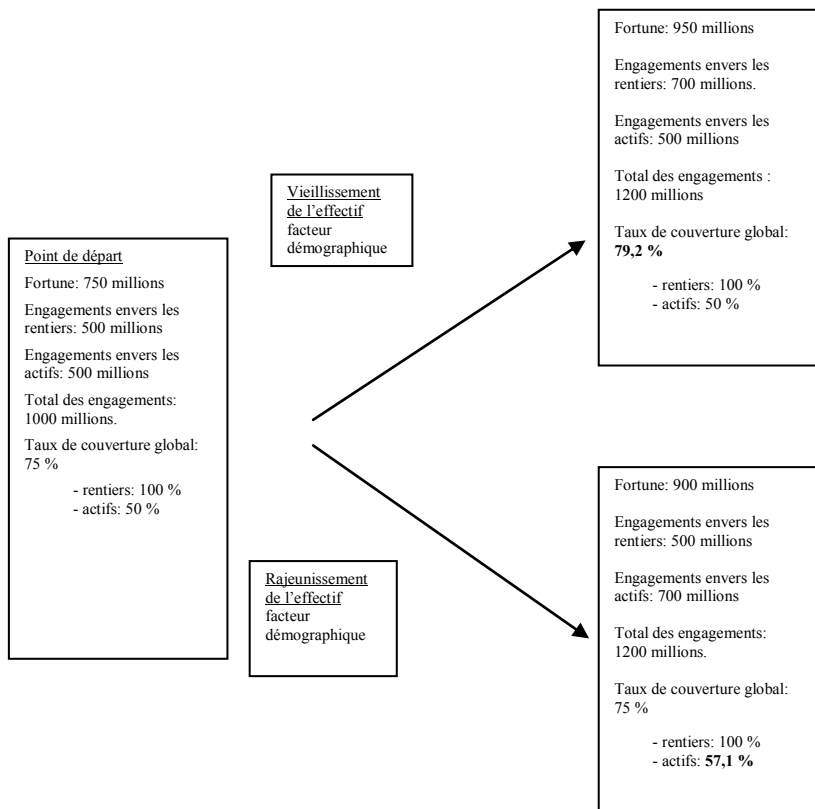 Point de départ
Fortune: 750 millions
Engagements envers les
rentiers: 500 millions
Engagements envers les
actifs: 500 millions
Total des engagements:
1000 millions.
Taux de couverture global:
75 %
- rentiers: 100 %
- actifs: 50 %
Vieillissement
de l’effectif
facteur
démographique
Fortune: 950 millions
Engagements envers les
rentiers: 700 millions.
Engagements envers les
actifs: 500 millions
Total des engagements :
1200 millions
Taux de couverture global:
79,2 %
- rentiers: 100 %
- actifs: 50 %
Rajeunissement
de l’effectif
facteur
démographique
Fortune: 900 millions
Engagements envers les
rentiers: 500 millions
Engagements envers les
actifs: 700 millions
Total des engagements:
1200 millions.
Taux de couverture global:
75 %
- rentiers: 100 %
- actifs: 57,1 %